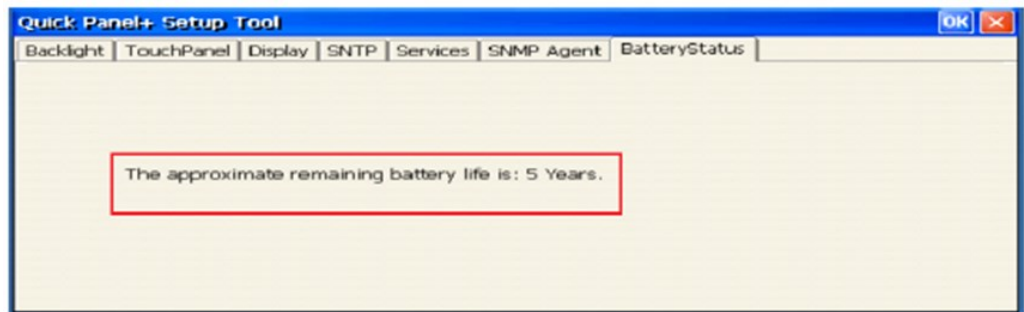 Quick Panel+ Setup Tool OK
Backlight TouchPanel Display SNTP Services SNMP Agent BatteryStatus
The approximate remaining battery life is: 5 Years.